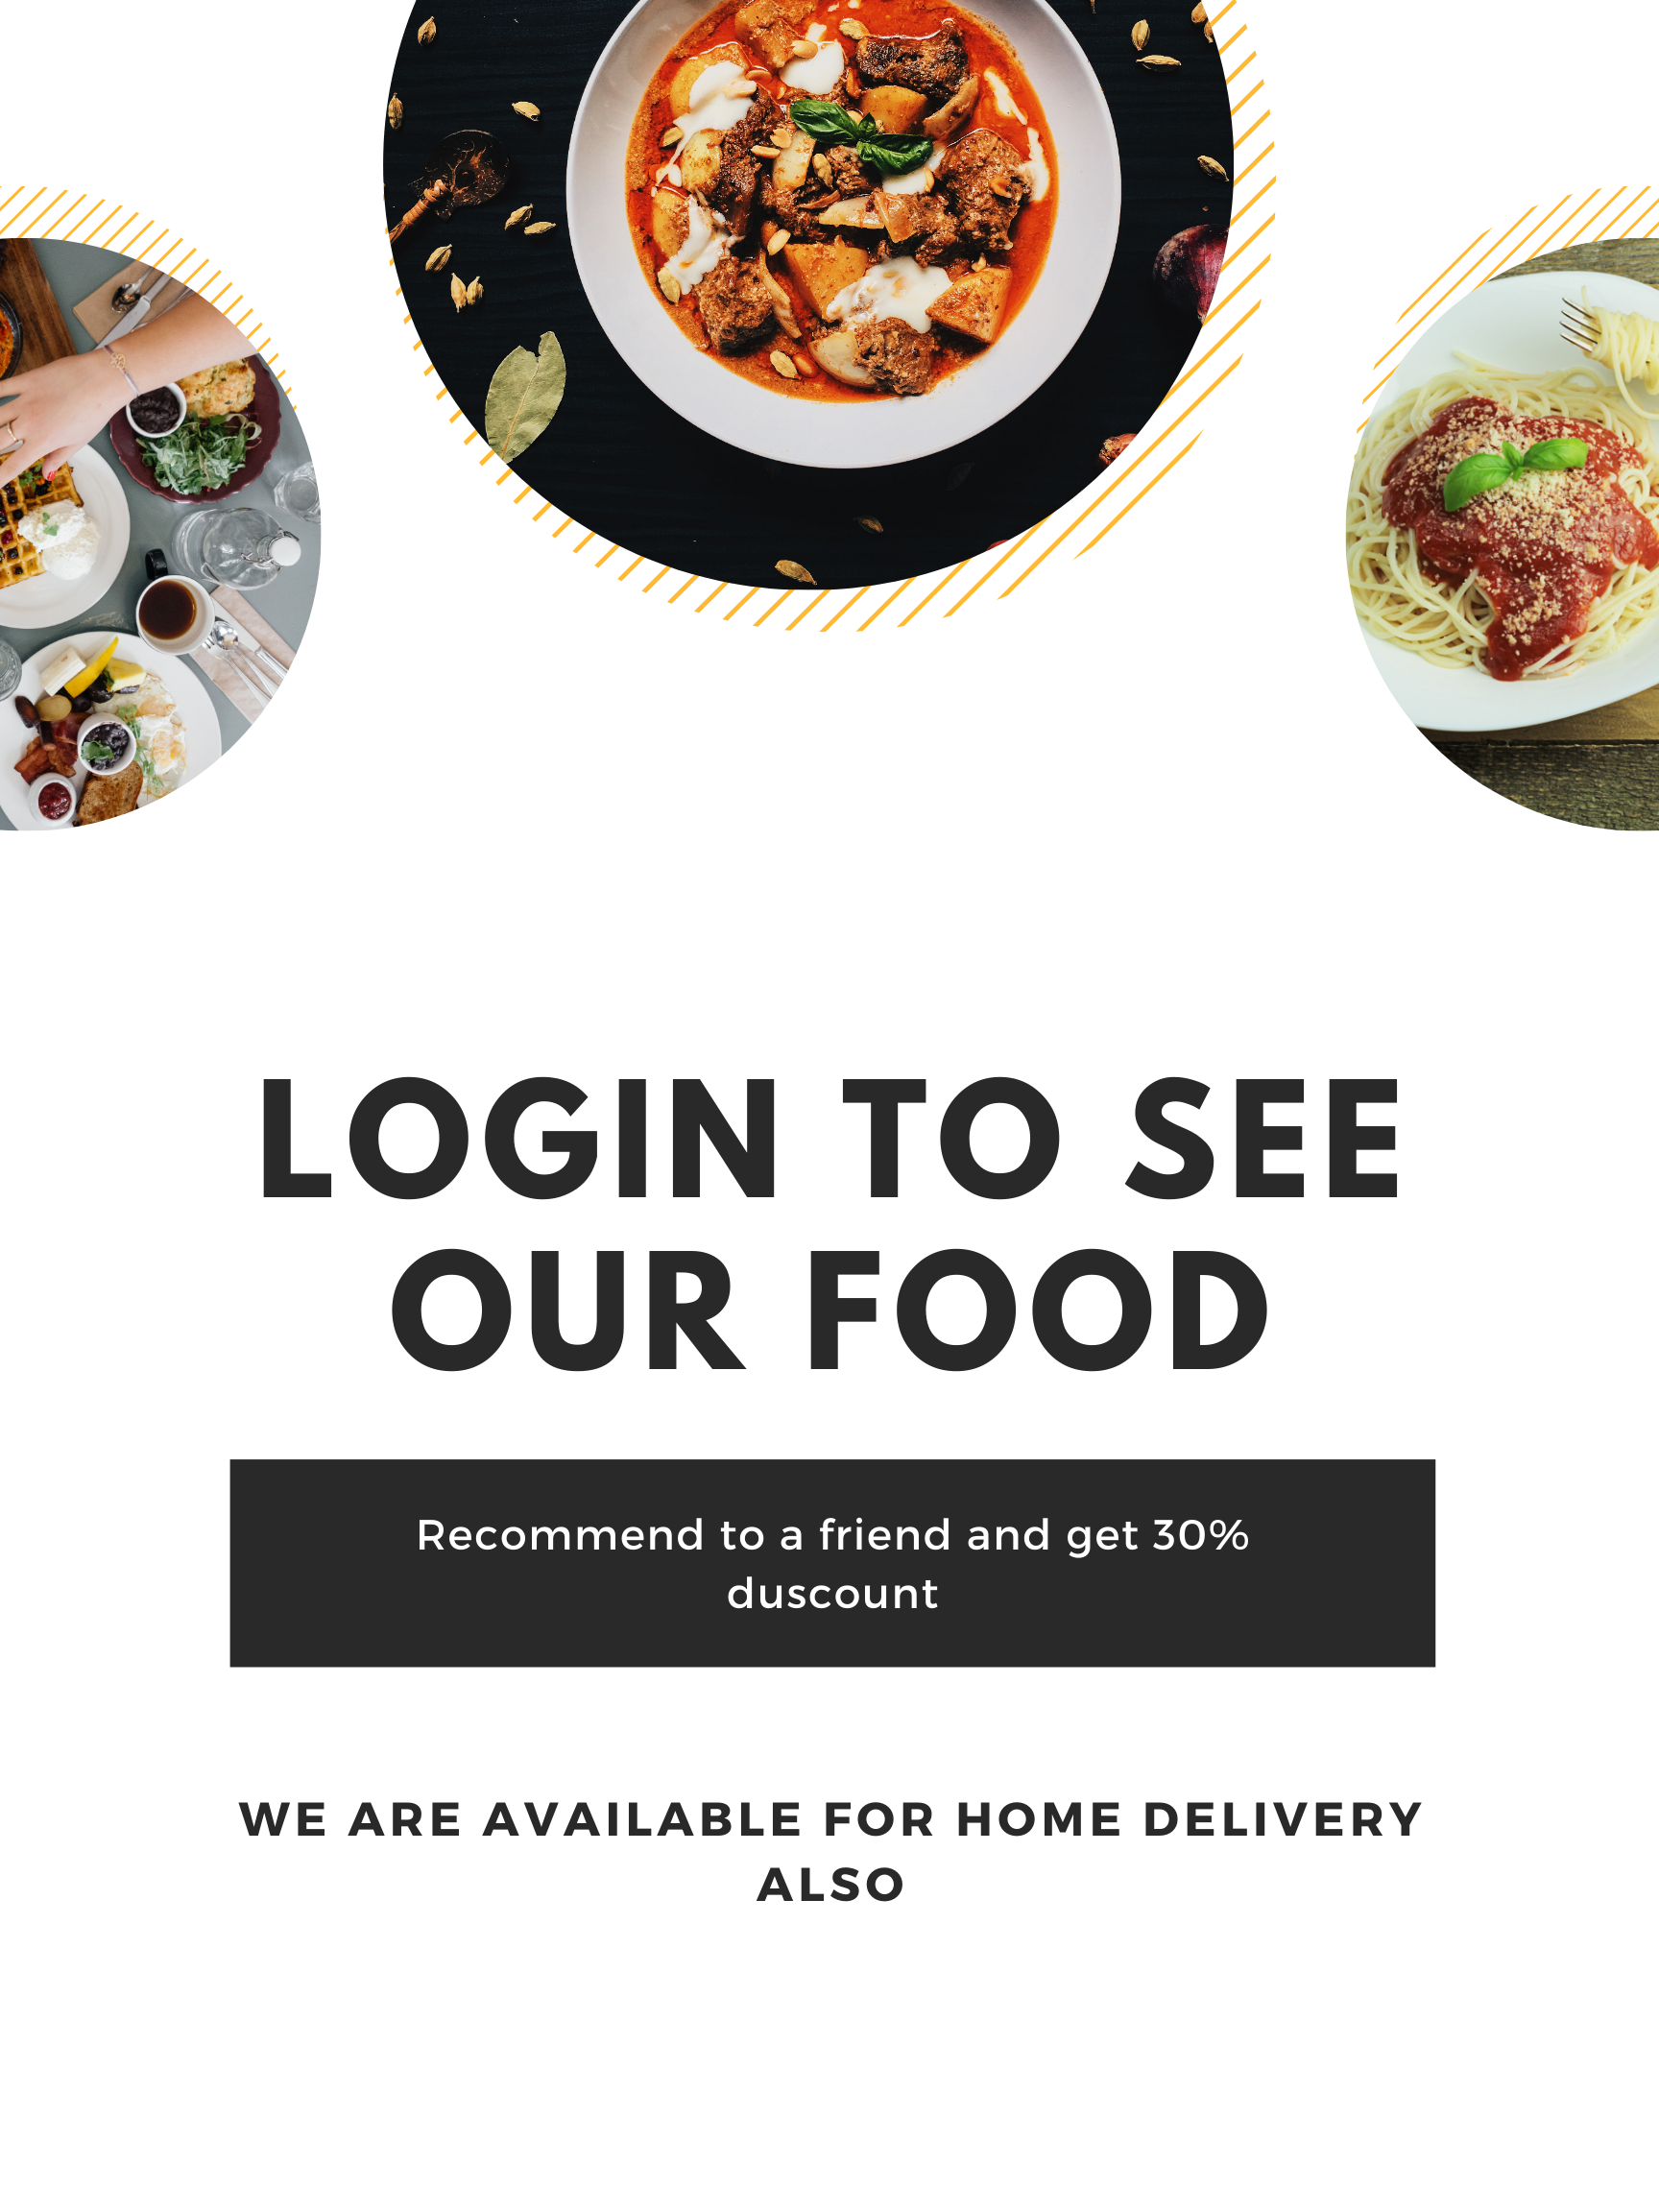 LOGIN TO SEE
OUR FOOD
Recommend to a friend and get 30%
duscount
WE ARE AVAILABLE FOR HOME DELIVERY
ALSO